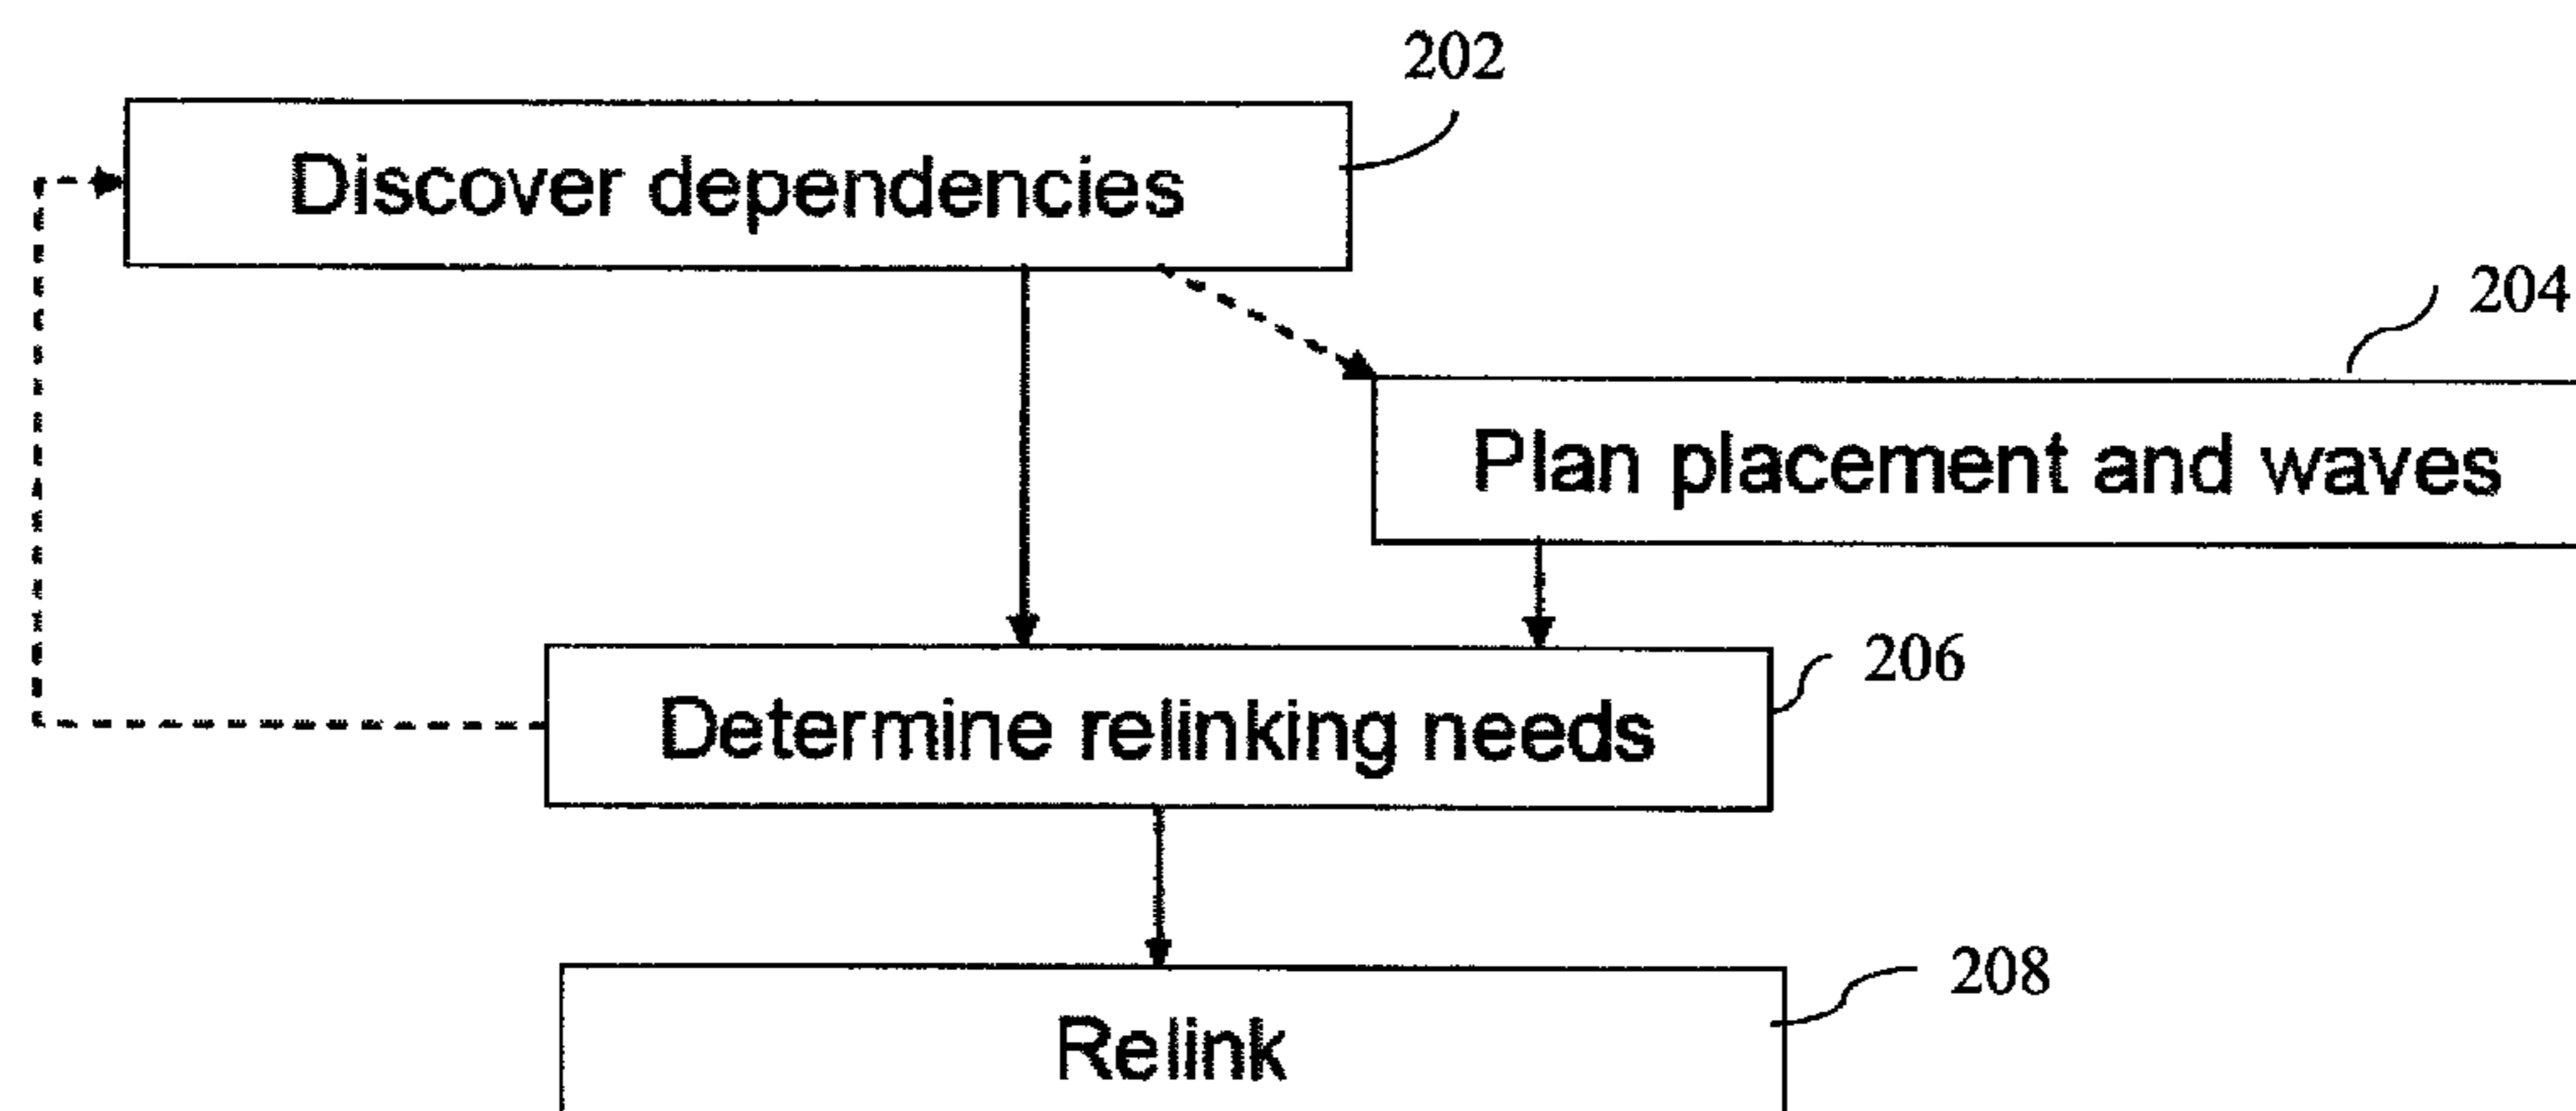 202
Discover dependencies
204
Plan placement and waves
206
Determine relinking needs
208
Relink